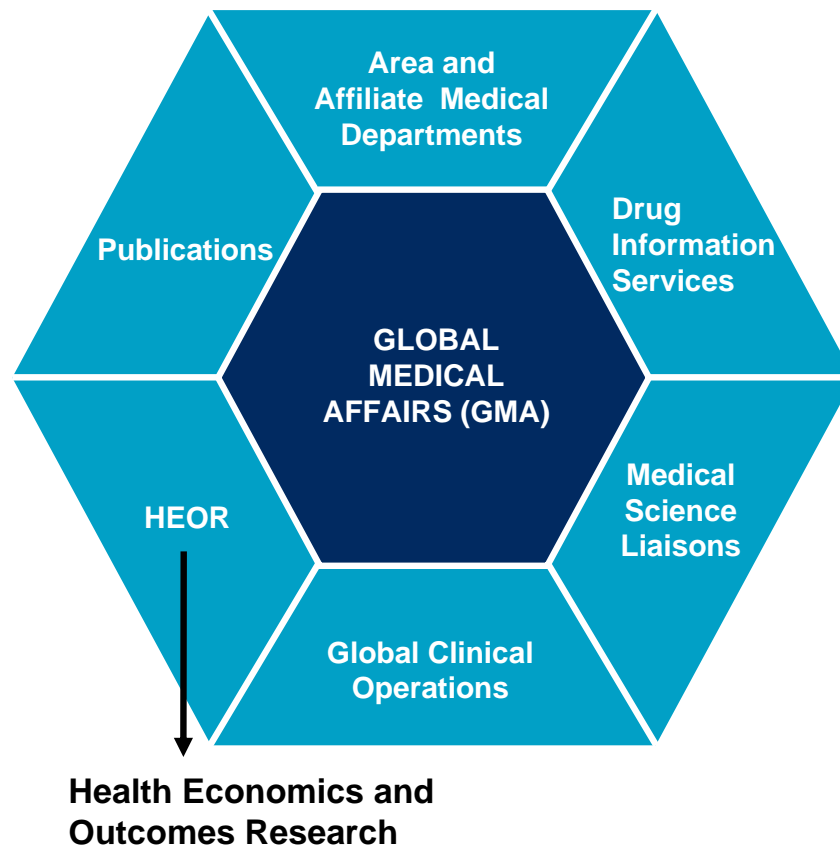 Area and
Affiliate  Medical
Departments
Publications
Drug
Information
Services
GLOBAL
MEDICAL
AFFAIRS (GMA)
HEOR
Medical
Science
Liaisons
Global Clinical
Operations
Health Economics and
Outcomes Research